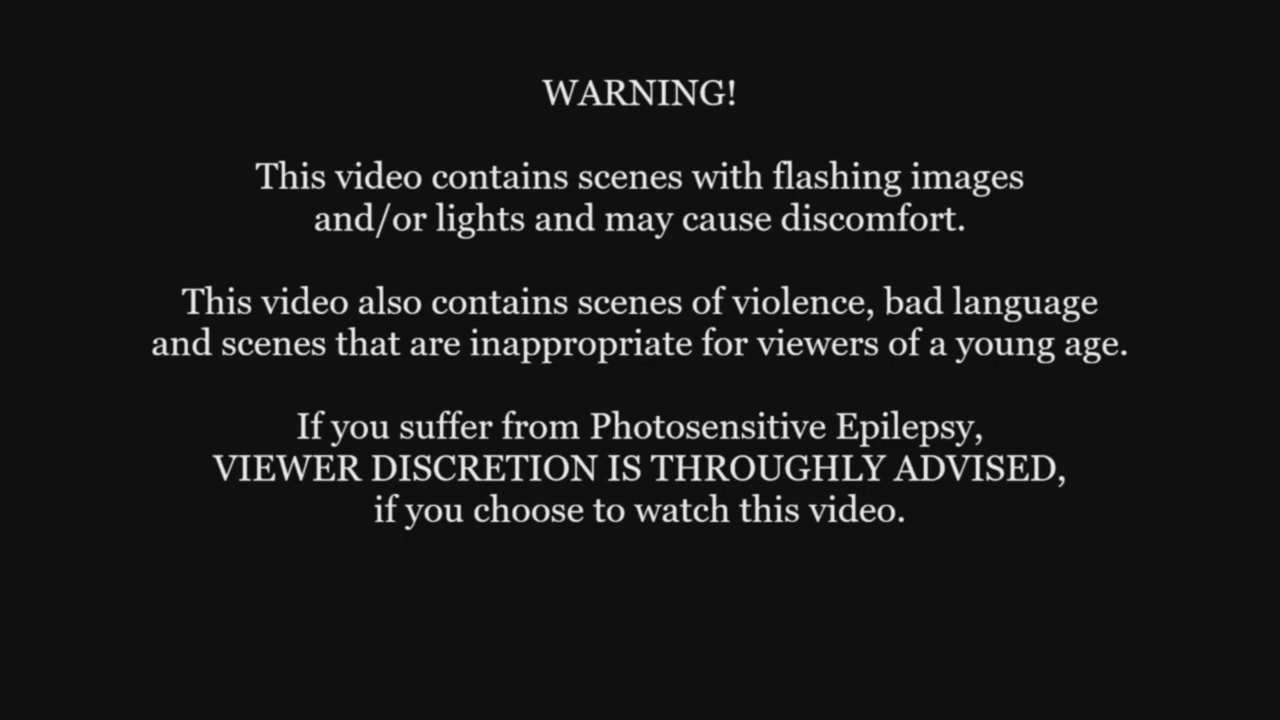 WARNING!
This video contains scenes with flashing images
and/or lights and may cause discomfort.
This video also contains scenes of violence, bad language
and scenes that are inappropriate for viewers of a young age.
If you suffer from Photosensitive Epilepsy,
VIEWER DISCRETION IS THROUGHLY ADVISED,
if you choose to watch this video.